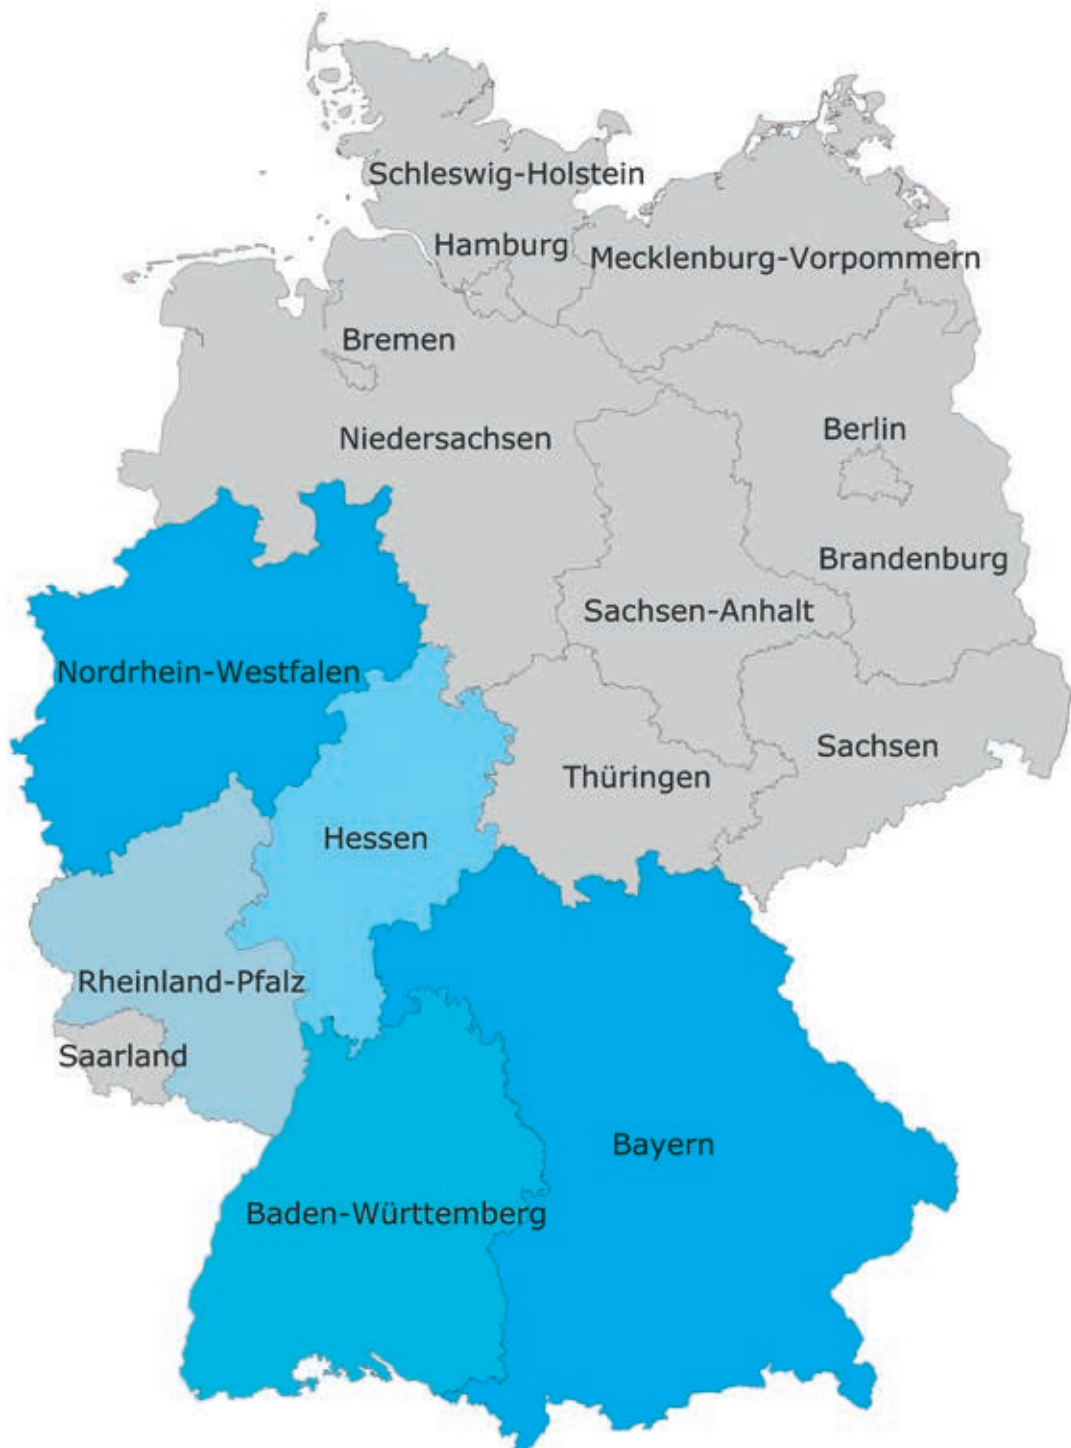 Schleswig-Holstein
Hamburg
Mecklenburg-Vorpommern
Bremen
Berlin
Niedersachsen
Brandenburg
Sachsen-Anhalt
Nordrhein-Westfalen
Sachsen
Thüringen
Hessen
Rheinland-Pfalz
Saarland
Bayern
Baden-Württemberg